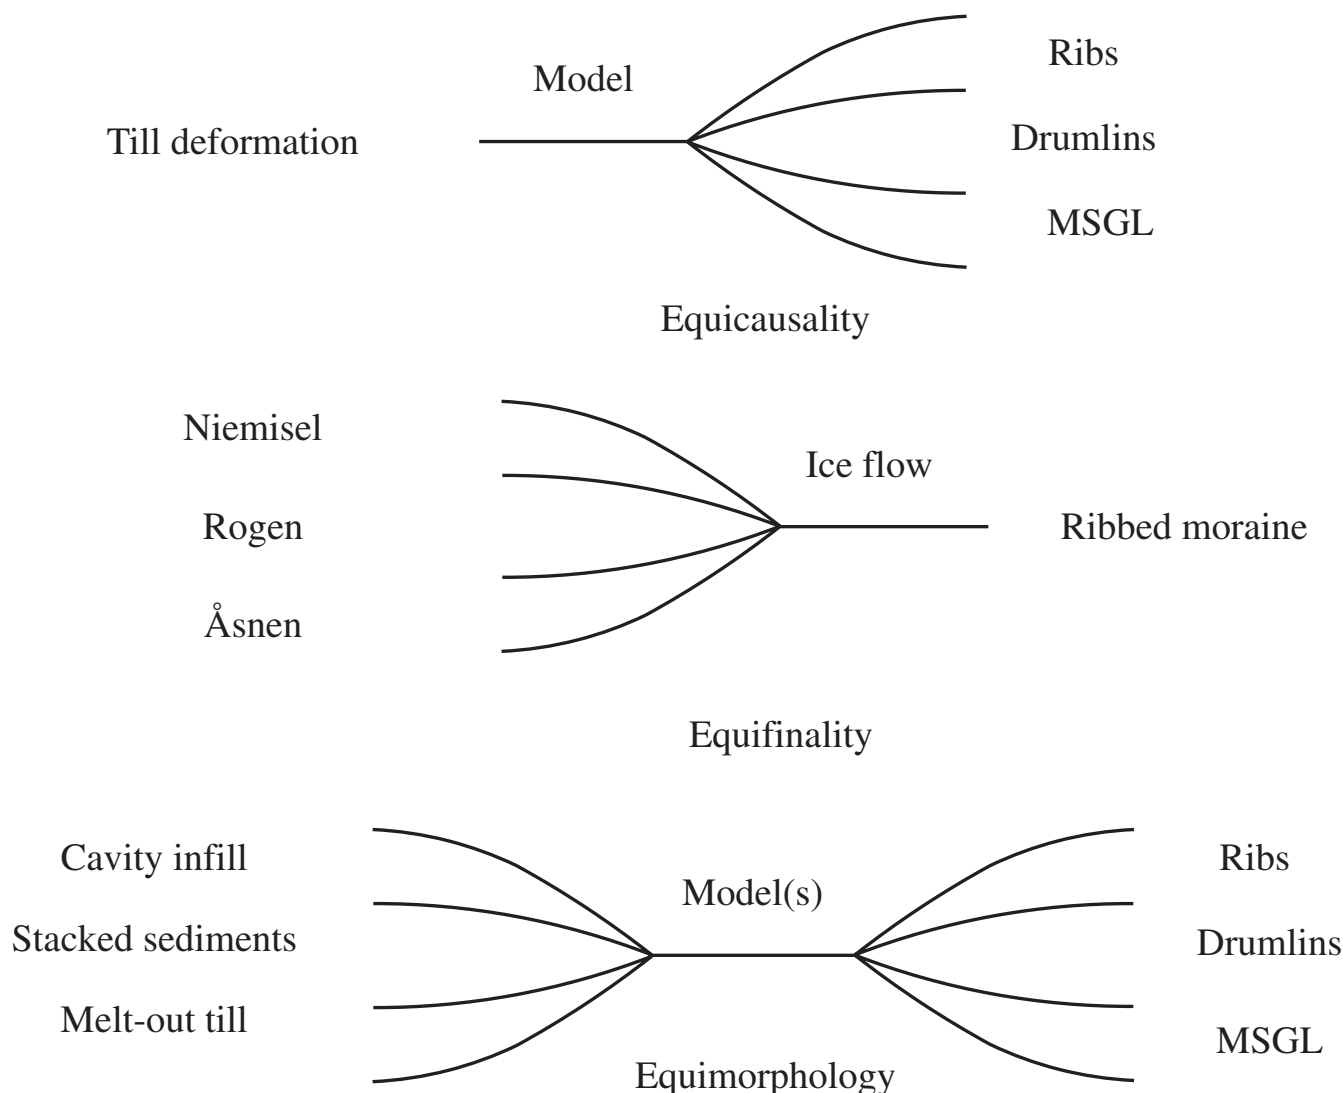 Model
Ribs
Till deformation
Drumlins
MSGL
Equicausality
Niemisel
Ice flow
Rogen
Ribbed moraine
Åsnen
Equifinality
Cavity infill
Model(s)
Ribs
Stacked sediments
Drumlins
Melt-out till
MSGL
Equimorphology